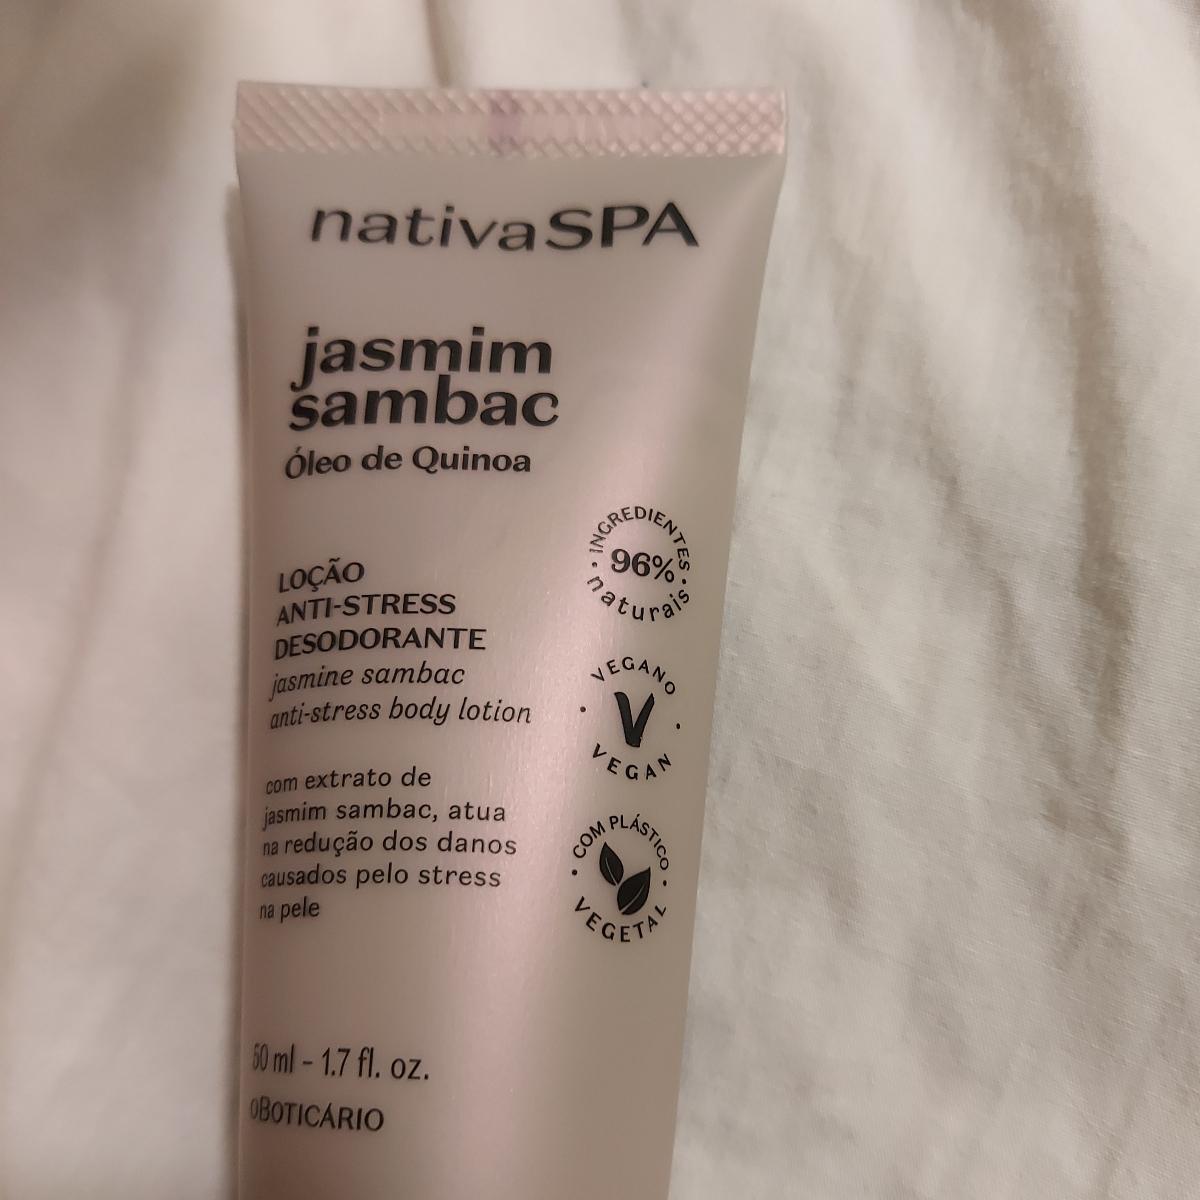 nativaSPA
jasmim
sambac
Óleo de Quinoa
INGREDIENTES
96%
naturais
LOÇÃO
ANTI-STRESS
DESODORANTE
jasmine sambac
anti-stress body lotion
VEGANO
V
VEGAN
com extrato de
jasmim sambac, atua
na redução dos danos
causados pelo stress
na pele
COM PLÁSTICO
VEGETAL
50 ml - 1.7 fl. oz.
oBOTICÁRIO